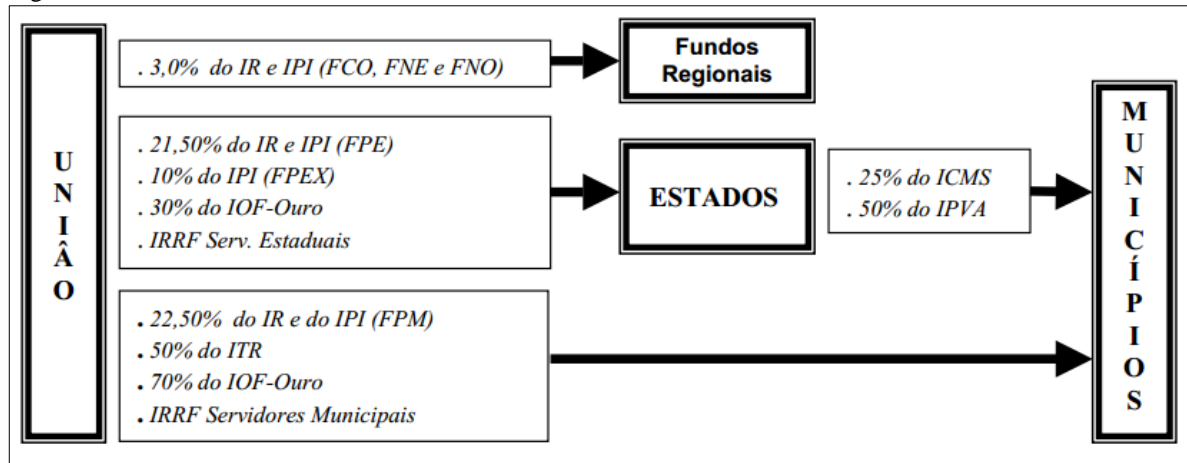 UNIÂO
. 3,0% do IR e IPI (FCO, FNE e FNO)
Fundos
Regionais
. 21,50% do IR e IPI (FPE)
. 10% do IPI (FPEX)
. 30% do IOF-Ouro
. IRRF Serv. Estaduais
ESTADOS
. 25% do ICMS
. 50% do IPVA
. 22,50% do IR e do IPI (FPM)
. 50% do ITR
. 70% do IOF-Ouro
. IRRF Servidores Municipais
MUNICÍPIOS